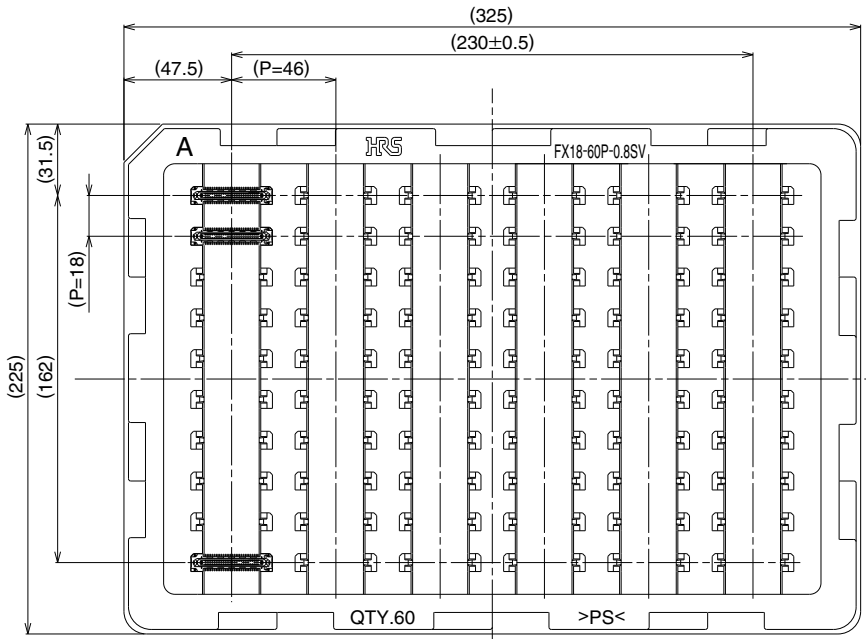 (325)
(230±0.5)
(47.5)
(P=46)
(31.5)
A
HRS
FX18-60P-0.8SV
(P=18)
(162)
(225)
QTY.60
>PS<